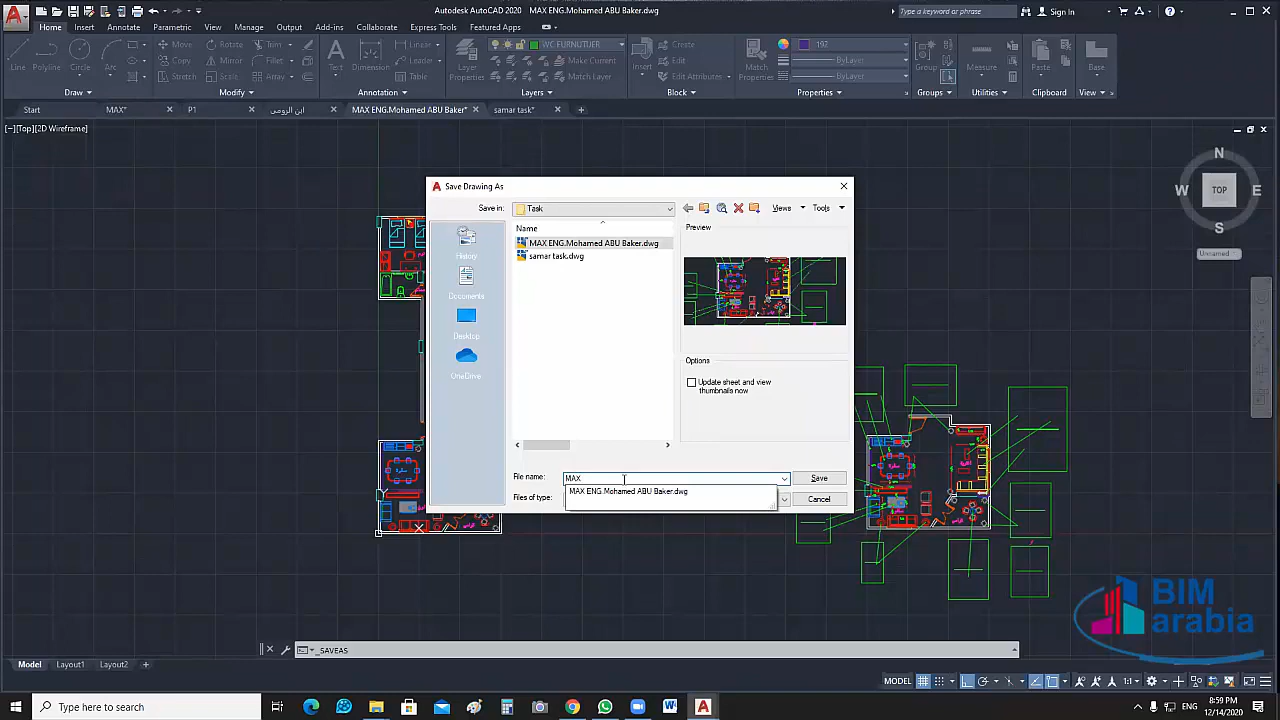 Autodesk AutoCAD 2020 MAX ENG.Mohamed ABU Baker.dwg
Type a keyword or phrase
Sign In
Home Insert Annotate Parametric View Manage Output Add-ins Collaborate Express Tools Featured Apps
Line Polyline
Move Rotate Trim
Copy Mirror Fillet
Stretch Scale Array
Text Dimension
Linear
Leader
Table
Layer
Properties
WC FURNUTUER
Make Current
Match Layer
Insert
Create
Edit
Edit Attributes
Match
Properties
192
ByLayer
ByLayer
Group
Measure
Paste
Base
Draw Modify Annotation Layers Block Properties Groups Utilities Clipboard View
Start MAX* P1 ابن الرومي MAX ENG.Mohamed ABU Baker* samar task*
[−][Top][2D Wireframe]
N
W TOP E
S
Unnamed
Save Drawing As
Save in: Task
Views Tools
Name
MAX ENG.Mohamed ABU Baker.dwg
samar task.dwg
History
Documents
Desktop
OneDrive
Preview
Options
Update sheet and view
thumbnails now
File name: MAX
Save
MAX ENG.Mohamed ABU Baker.dwg
Files of type:
Cancel
BIM
arabia
_SAVEAS
Model Layout1 Layout2 +
MODEL 1:1
Type here to search
ENG
8:59 PM
12/14/2020